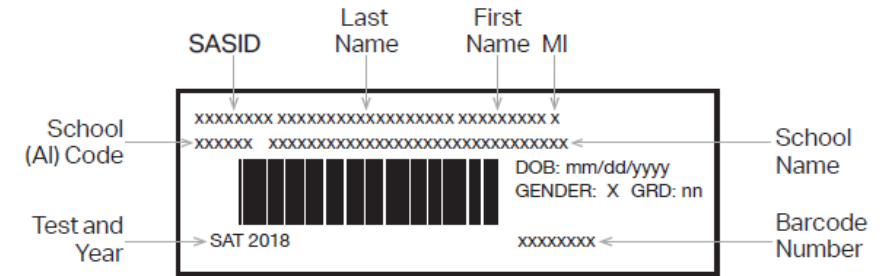 Last First
SASID Name Name MI
xxxxxxxx xxxxxxxxxxxxxxxxxx xxxxxxxxx x
School
(AI) Code
xxxxxx xxxxxxxxxxxxxxxxxxxxxxxxxxxxxx
School
Name
DOB: mm/dd/yyyy
GENDER: X GRD: nn
Test and
Year
SAT 2018
xxxxxxxx
Barcode
Number